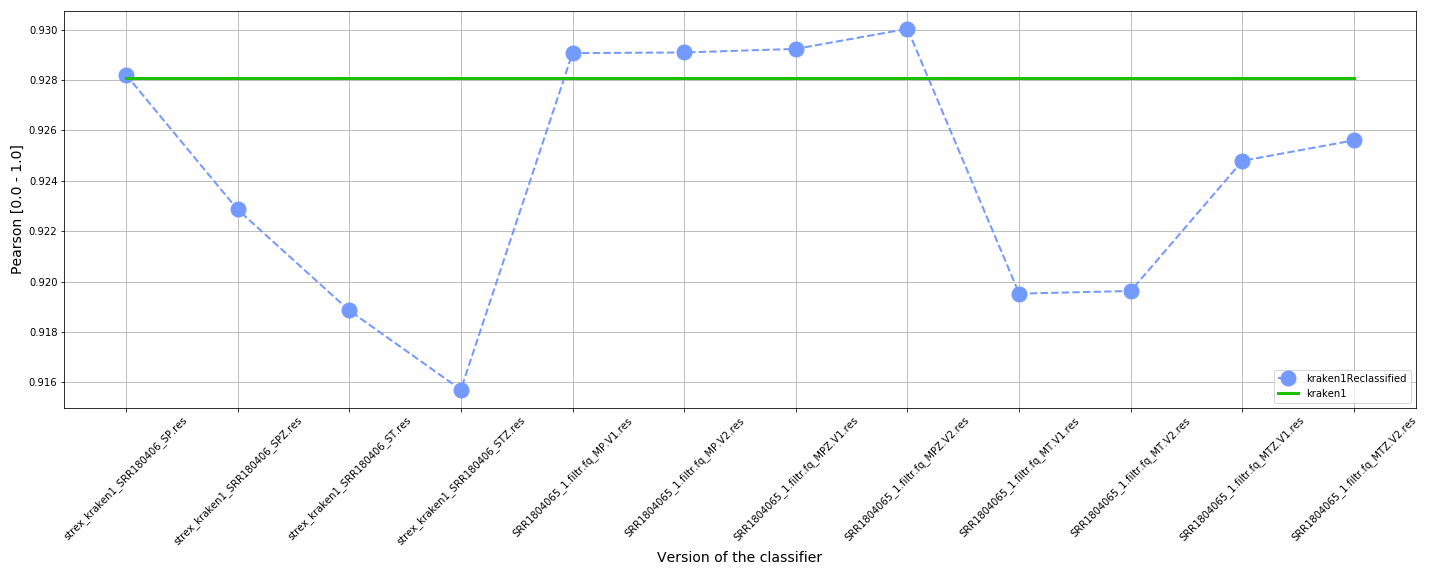 0.930
0.928
0.926
0.924
0.922
0.920
0.918
0.916
Pearson [0.0 - 1.0]
kraken1Reclassified
kraken1
strex_kraken1_SRR180406_SP.res
strex_kraken1_SRR180406_SPZ.res
strex_kraken1_SRR180406_ST.res
strex_kraken1_SRR180406_STZ.res
SRR1804065_1.filtr.fq_MP.V1.res
SRR1804065_1.filtr.fq_MP.V2.res
SRR1804065_1.filtr.fq_MPZ.V1.res
SRR1804065_1.filtr.fq_MPZ.V2.res
SRR1804065_1.filtr.fq_MT.V1.res
SRR1804065_1.filtr.fq_MT.V2.res
SRR1804065_1.filtr.fq_MTZ.V1.res
SRR1804065_1.filtr.fq_MTZ.V2.res
Version of the classifier